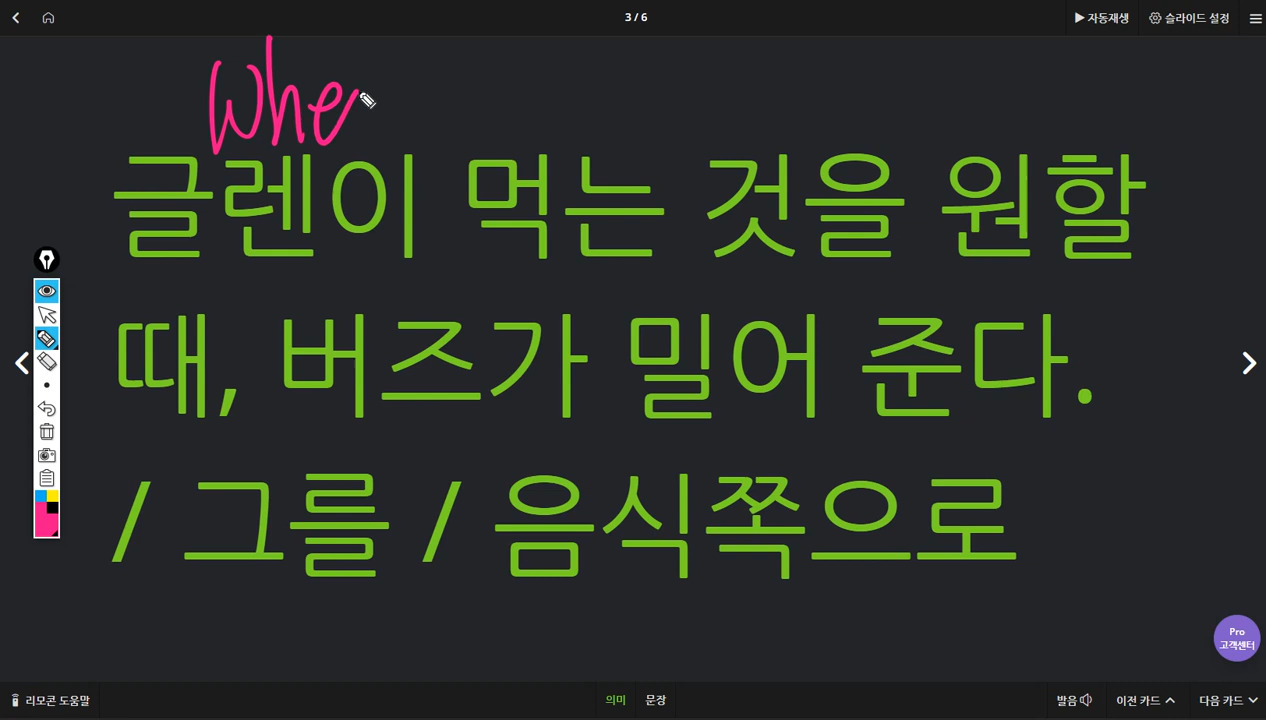 3 / 6
자동재생
슬라이드 설정
Whe
글렌이 먹는 것을 원할
때, 버즈가 밀어 준다.
/ 그를 / 음식쪽으로
Pro
고객센터
리모콘 도움말
의미
문장
발음
이전 카드
다음 카드